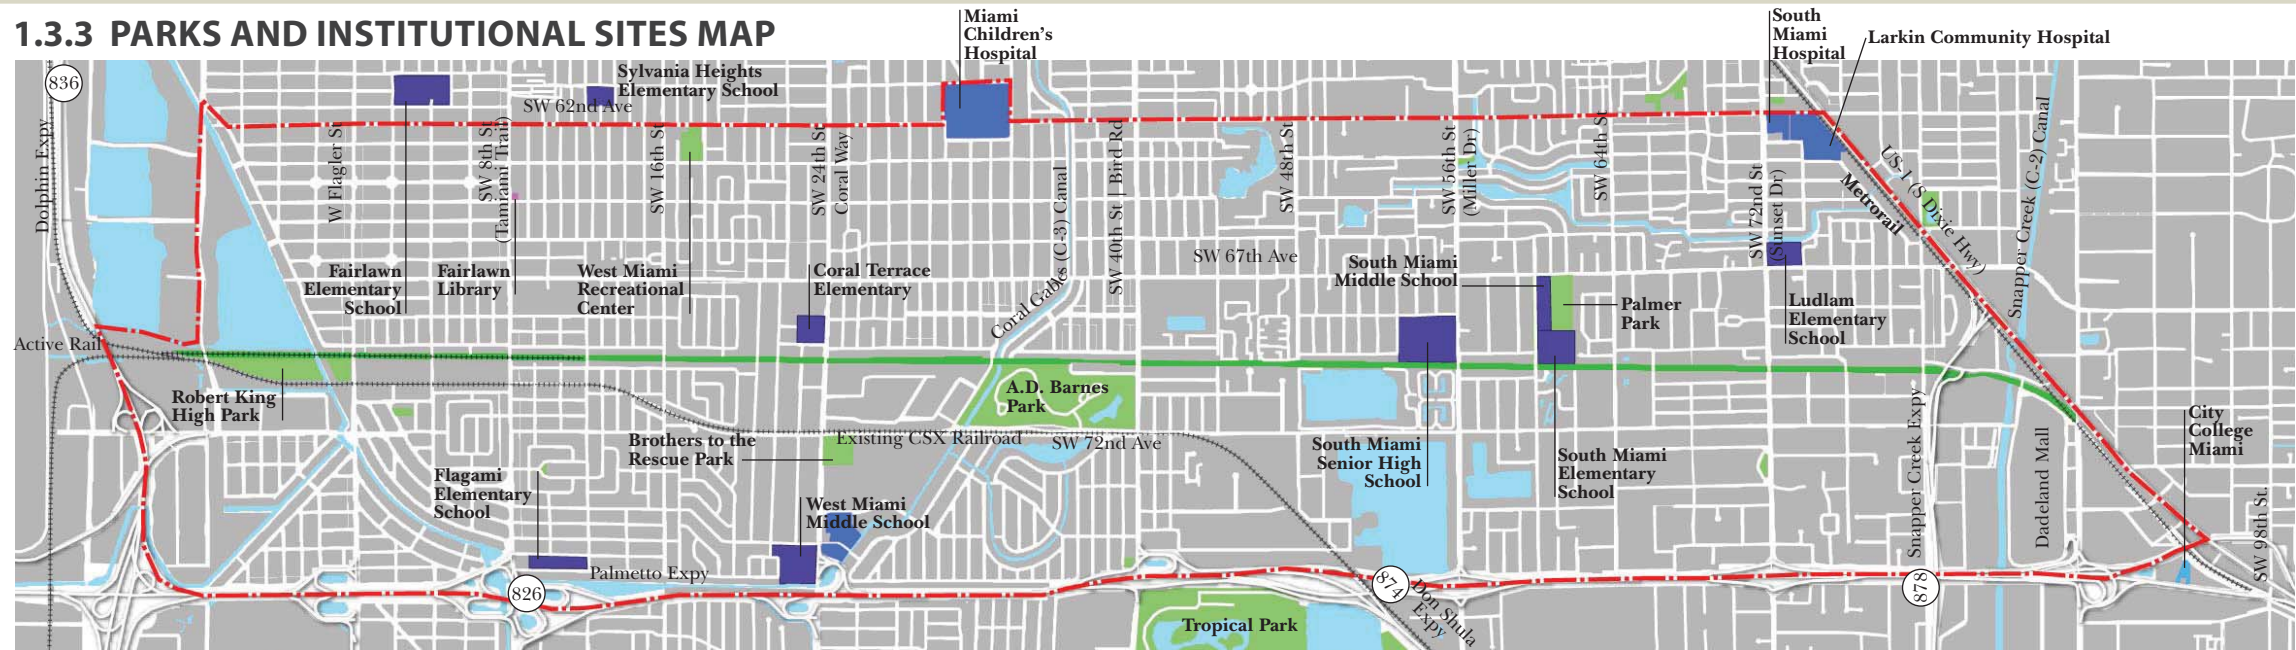 1.3.3 PARKS AND INSTITUTIONAL SITES MAP
Miami
Children's
Hospital
South
Miami
Hospital
Larkin Community Hospital
836
Dolphin Expy
Sylvania Heights
Elementary School
SW 62nd Ave
W Flagler St
SW 8th St
(Tamiami Trail)
SW 16th St
SW 24th St
Coral Way
Coral Gables (C-3) Canal
SW 40th St | Bird Rd
SW 48th St
SW 56th St
(Miller Dr)
SW 64th St
SW 72nd St
(Sunset Dr)
US-1 (S Dixie Hwy)
Metrorail
Snapper Creek (C-2) Canal
Fairlawn
Elementary
School
Fairlawn
Library
West Miami
Recreational
Center
Coral Terrace
Elementary
SW 67th Ave
South Miami
Middle School
Palmer
Park
Ludlam
Elementary
School
Active Rail
Robert King
High Park
A.D. Barnes
Park
Brothers to the
Rescue Park
Existing CSX Railroad
SW 72nd Ave
South Miami
Senior High
School
South Miami
Elementary
School
Snapper Creek Expy
Dadeland Mall
City
College
Miami
SW 98th St.
Flagami
Elementary
School
West Miami
Middle School
Palmetto Expy
826
874
Don Shula
Expy
878
Tropical Park